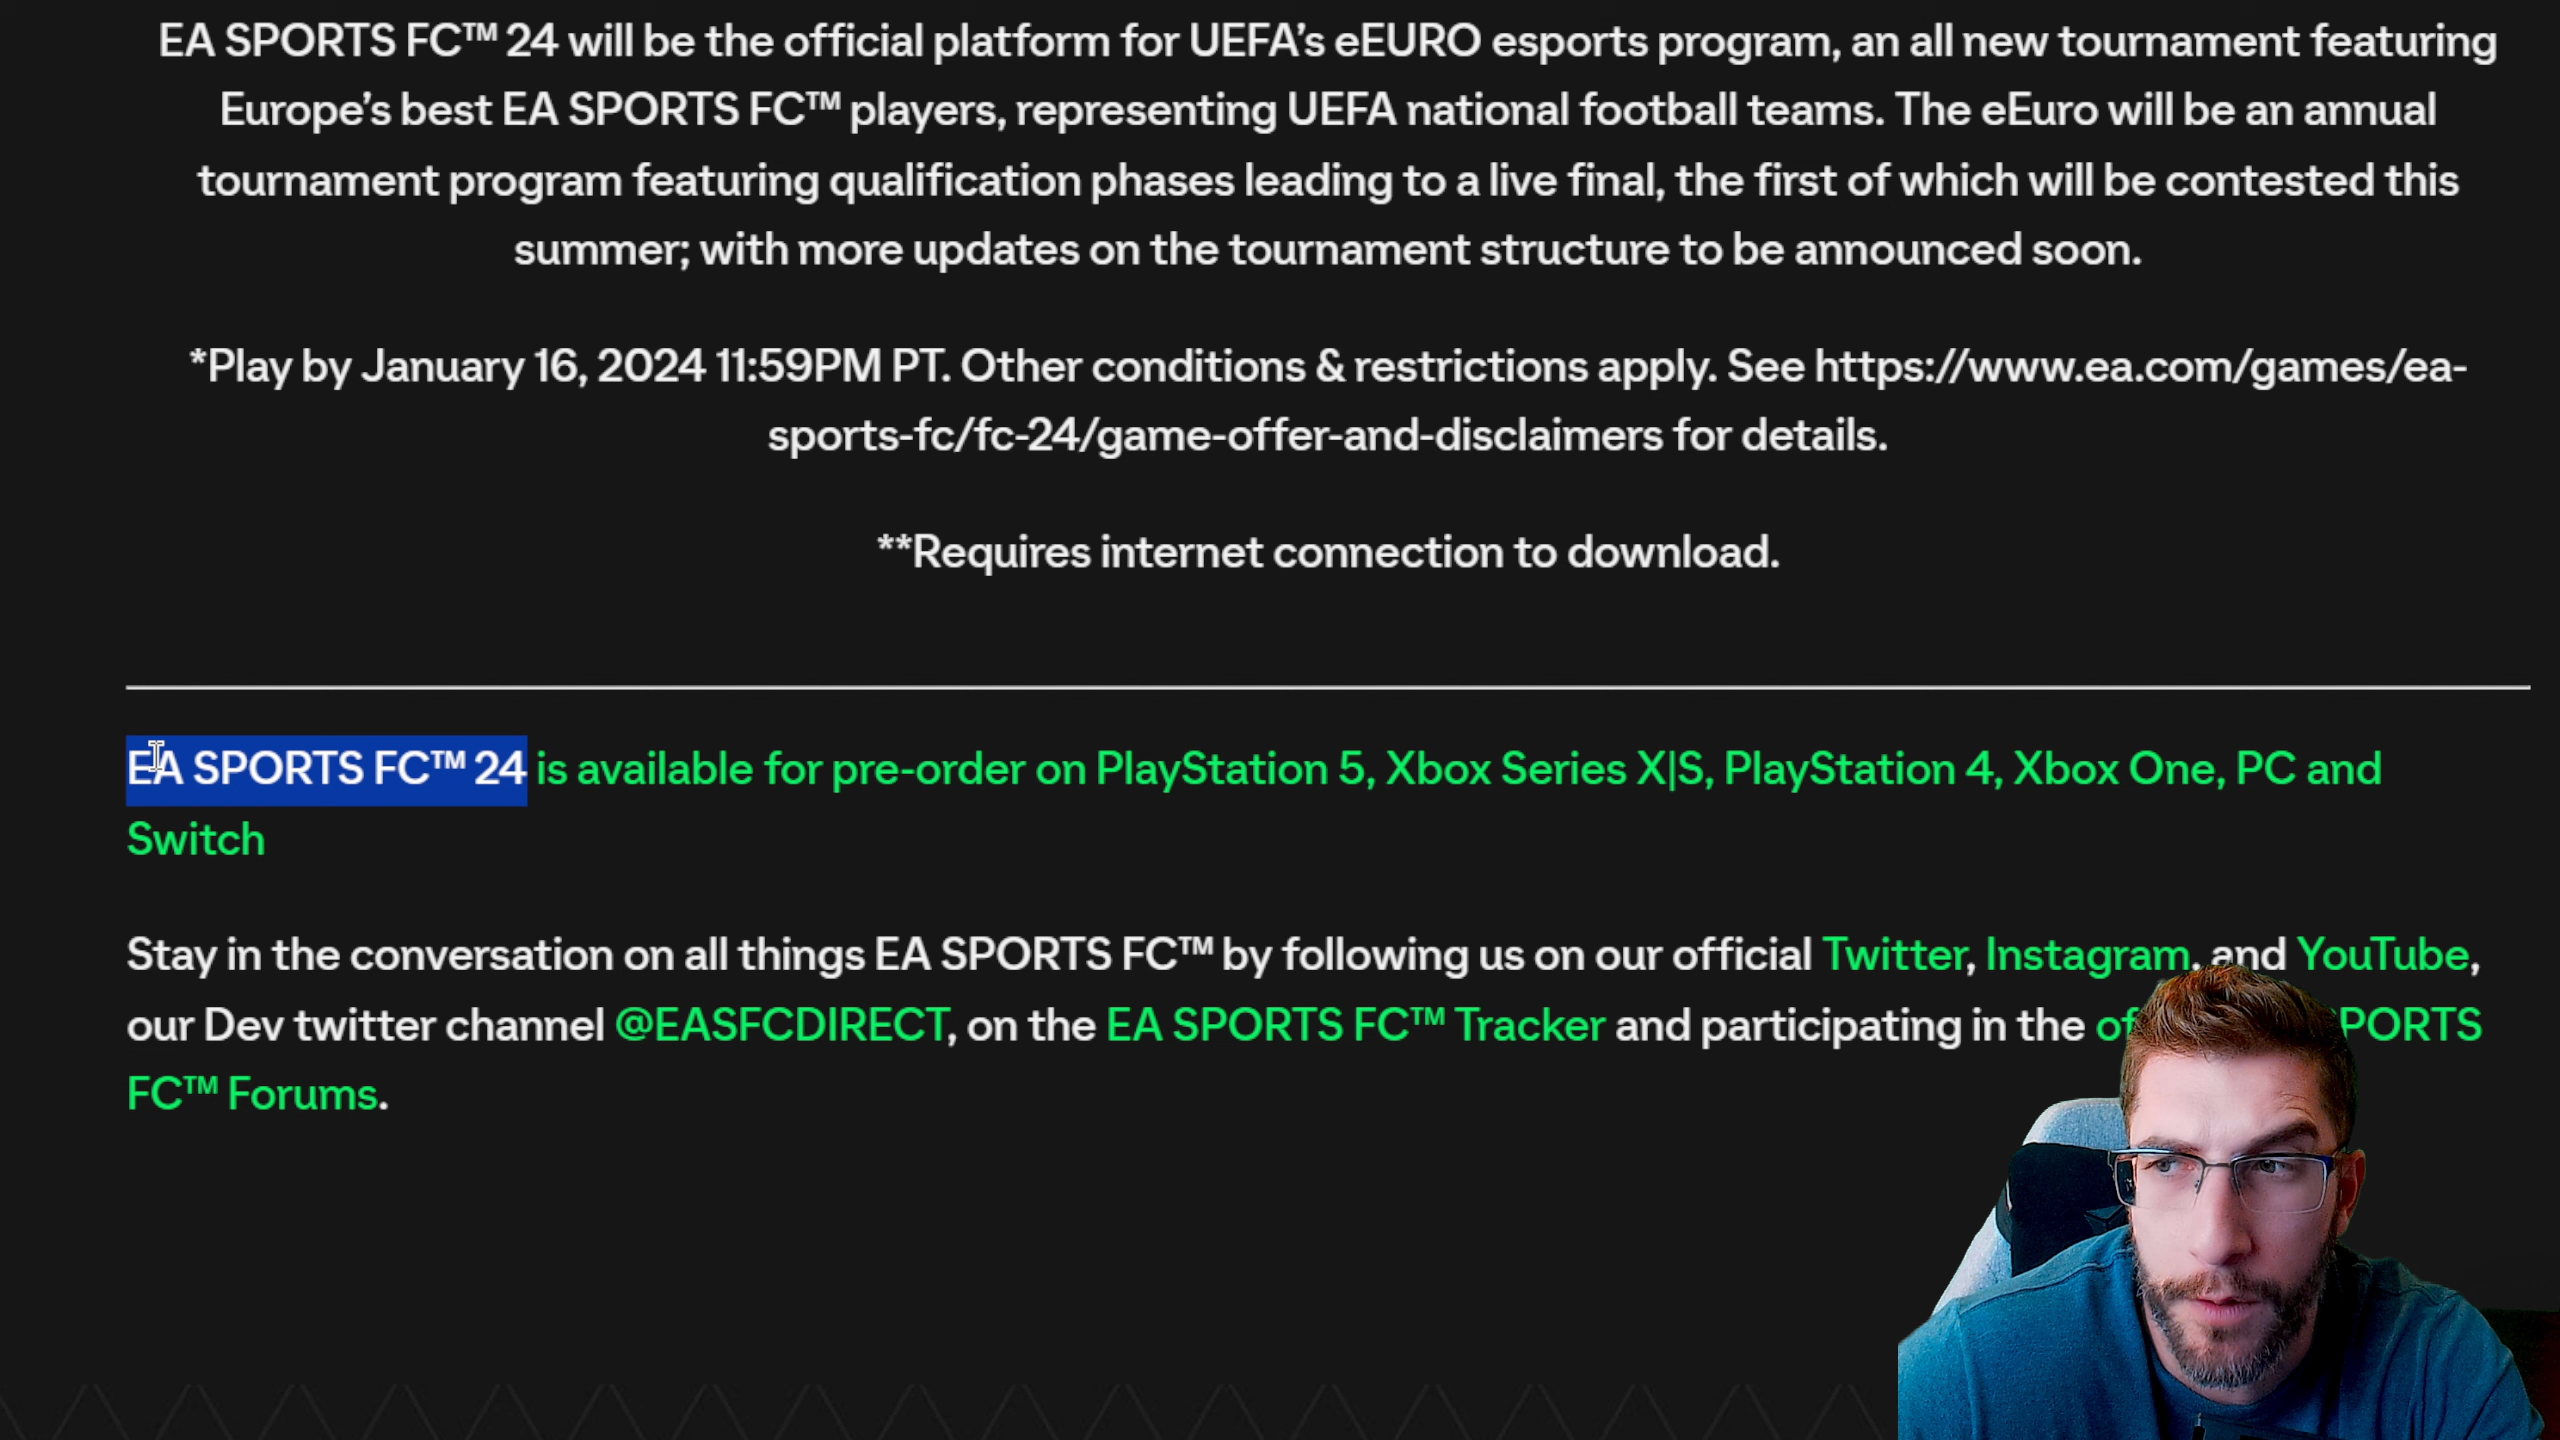 EA SPORTS FC™ 24 will be the official platform for UEFA’s eEURO esports program, an all new tournament featuring
Europe’s best EA SPORTS FC™ players, representing UEFA national football teams. The eEuro will be an annual
tournament program featuring qualification phases leading to a live final, the first of which will be contested this
summer; with more updates on the tournament structure to be announced soon.
*Play by January 16, 2024 11:59PM PT. Other conditions & restrictions apply. See https://www.ea.com/games/ea-
sports-fc/fc-24/game-offer-and-disclaimers for details.
**Requires internet connection to download.
EA SPORTS FC™ 24 is available for pre-order on PlayStation 5, Xbox Series X|S, PlayStation 4, Xbox One, PC and
Switch
Stay in the conversation on all things EA SPORTS FC™ by following us on our official Twitter, Instagram, and YouTube,
our Dev twitter channel @EASFCDIRECT, on the EA SPORTS FC™ Tracker and participating in the
FC™ Forums.